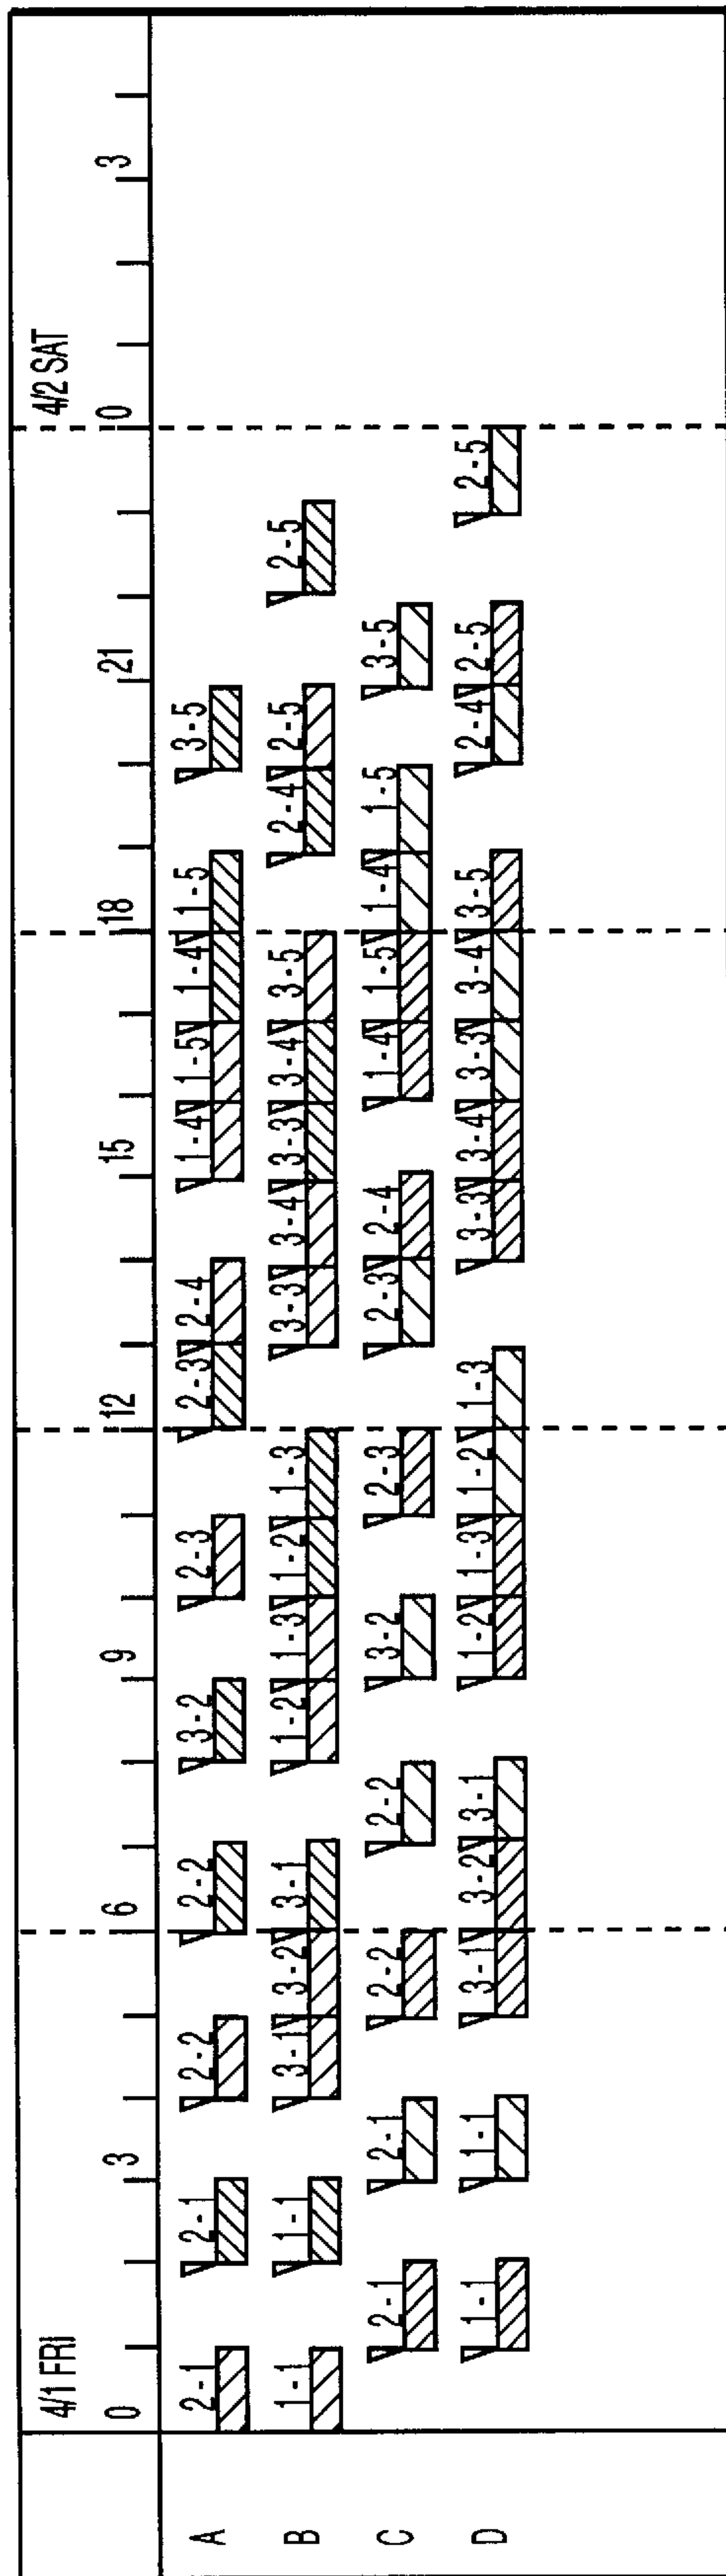 4/1 FRI 4/2 SAT
0 3 6 9 12 15 18 21 0 3
A 2-1 2-1 2-2 2-2 3-2 2-3 2-3 2-4 1-4 1-5 1-4 1-5 3-5
B 1-1 1-1 3-1 3-2 3-1 1-2 1-3 1-2 1-3 3-3 3-4 3-3 3-4 3-5 2-4 2-5 2-5
C 2-1 2-1 2-2 2-2 3-2 2-3 2-3 2-4 1-4 1-5 1-4 1-5 3-5
D 1-1 1-1 3-1 3-2 3-1 1-2 1-3 1-2 1-3 3-3 3-4 3-3 3-4 3-5 2-4 2-5 2-5